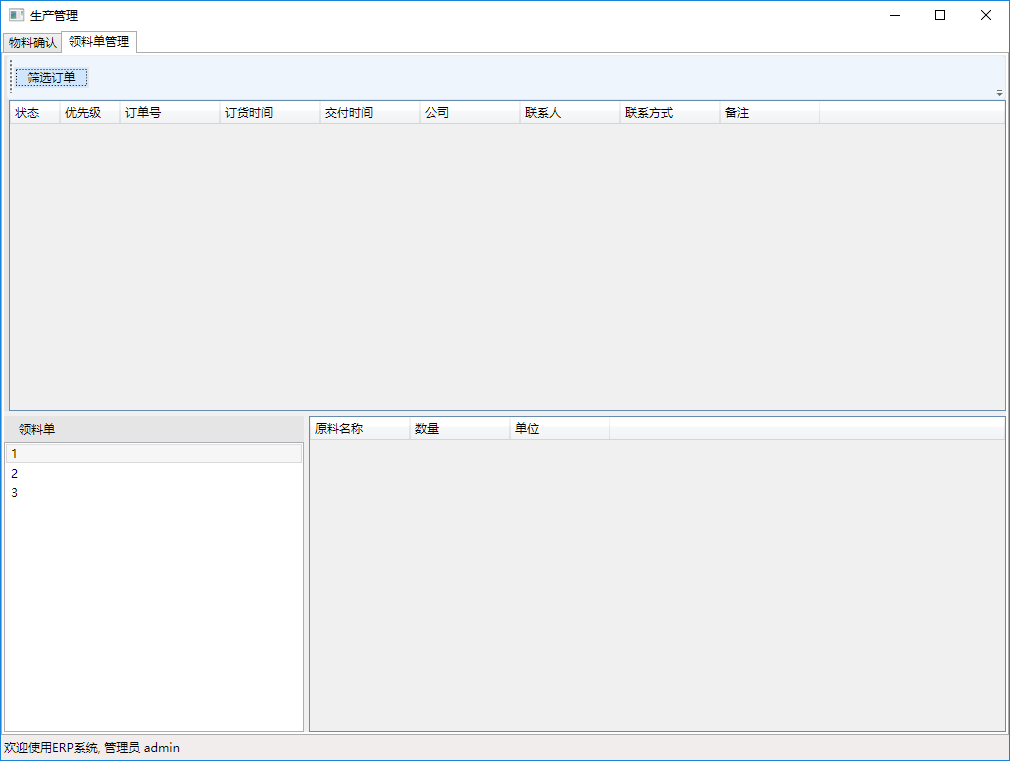 生产管理
物料确认 领料单管理
筛选订单
状态 优先级 订单号 订货时间 交付时间 公司 联系人 联系方式 备注
领料单
1
2
3
原料名称 数量 单位
欢迎使用ERP系统, 管理员 admin